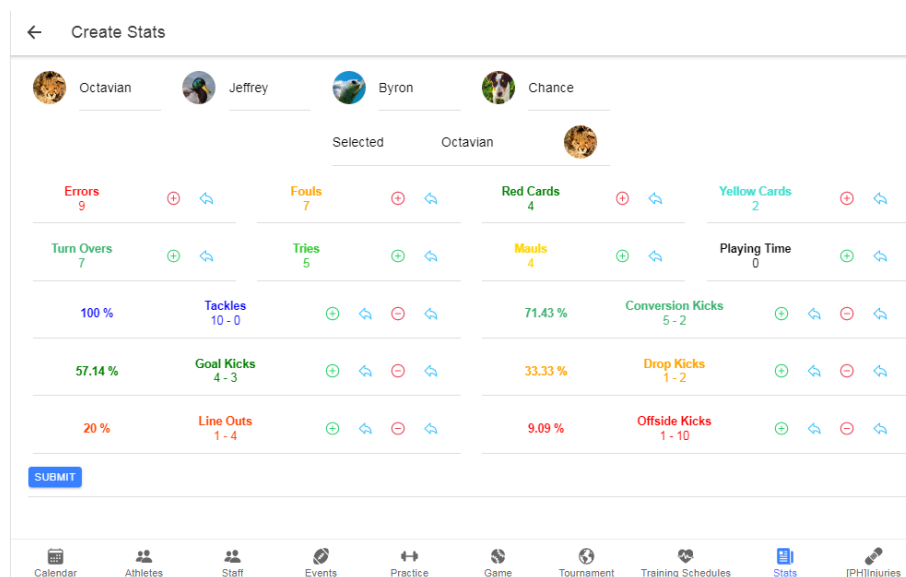 Create Stats
Octavian Jeffrey Byron Chance
Selected Octavian
Errors Fouls Red Cards Yellow Cards
9 7 4 2
Turn Overs Tries Mauls Playing Time
7 5 4 0
100 % Tackles 71.43 % Conversion Kicks
10 - 0 5 - 2
57.14 % Goal Kicks 33.33 % Drop Kicks
4 - 3 1 - 2
20 % Line Outs 9.09 % Offside Kicks
1 - 4 1 - 10
SUBMIT
Calendar Athletes Staff Events Practice Game Tournament Training Schedules Stats [PH]Injuries